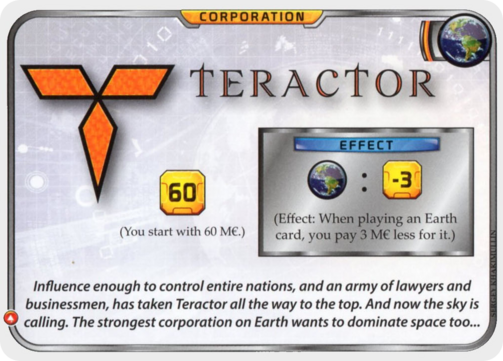 CORPORATION
TERACTOR
EFFECT
60
: -3
(You start with 60 M€.)
(Effect: When playing an Earth
card, you pay 3 M€ less for it.)
Influence enough to control entire nations, and an army of lawyers and
businessmen, has taken Teractor all the way to the top. And now the sky is
calling. The strongest corporation on Earth wants to dominate space too...